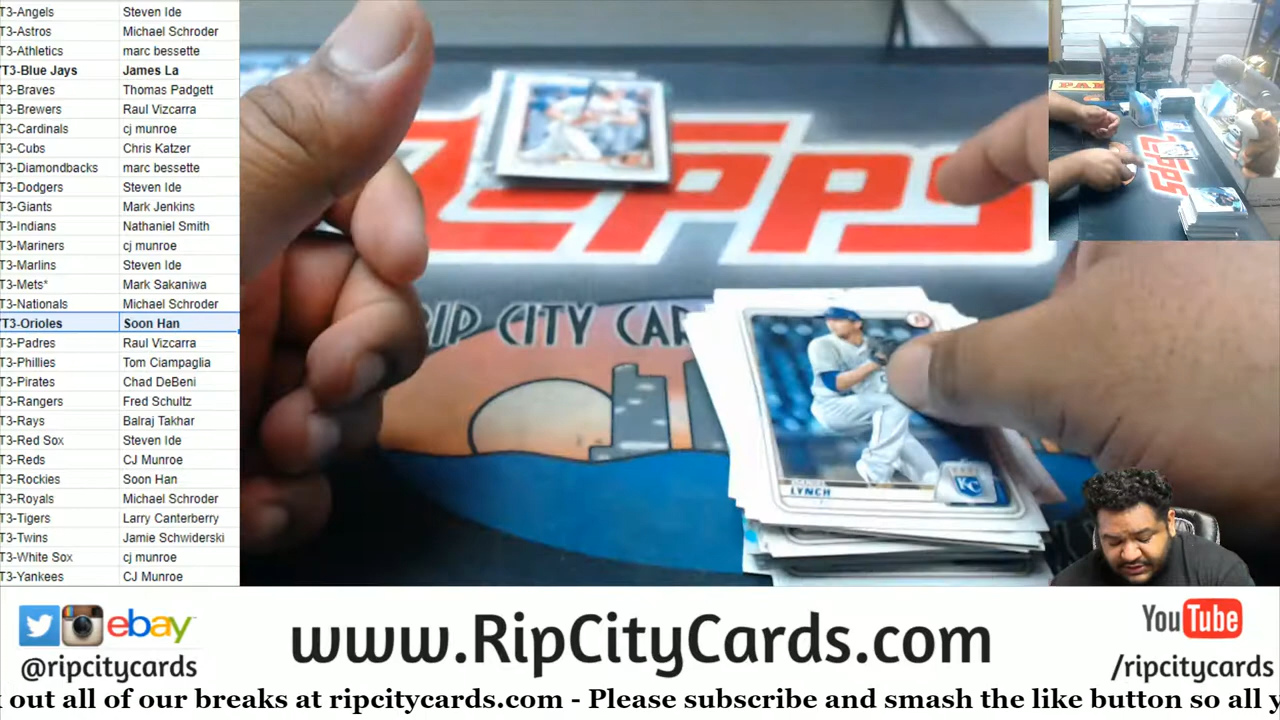 T3-Angels Steven Ide
T3-Astros Michael Schroder
T3-Athletics marc bessette
T3-Blue Jays James La
T3-Braves Thomas Padgett
T3-Brewers Raul Vizcarra
T3-Cardinals cj munroe
T3-Cubs Chris Katzer
T3-Diamondbacks marc bessette
T3-Dodgers Steven Ide
T3-Giants Mark Jenkins
T3-Indians Nathaniel Smith
T3-Mariners cj munroe
T3-Marlins Steven Ide
T3-Mets* Mark Sakaniwa
T3-Nationals Michael Schroder
T3-Orioles Soon Han
T3-Padres Raul Vizcarra
T3-Phillies Tom Ciampaglia
T3-Pirates Chad DeBeni
T3-Rangers Fred Schultz
T3-Rays Balraj Takhar
T3-Red Sox Steven Ide
T3-Reds CJ Munroe
T3-Rockies Soon Han
T3-Royals Michael Schroder
T3-Tigers Larry Canterberry
T3-Twins Jamie Schwiderski
T3-White Sox cj munroe
T3-Yankees CJ Munroe
RIP CITY CAR
LYNCH
KC
ebay
@ripcitycards
www.RipCityCards.com
YouTube
/ripcitycards
out all of our breaks at ripcitycards.com - Please subscribe and smash the like button so all y